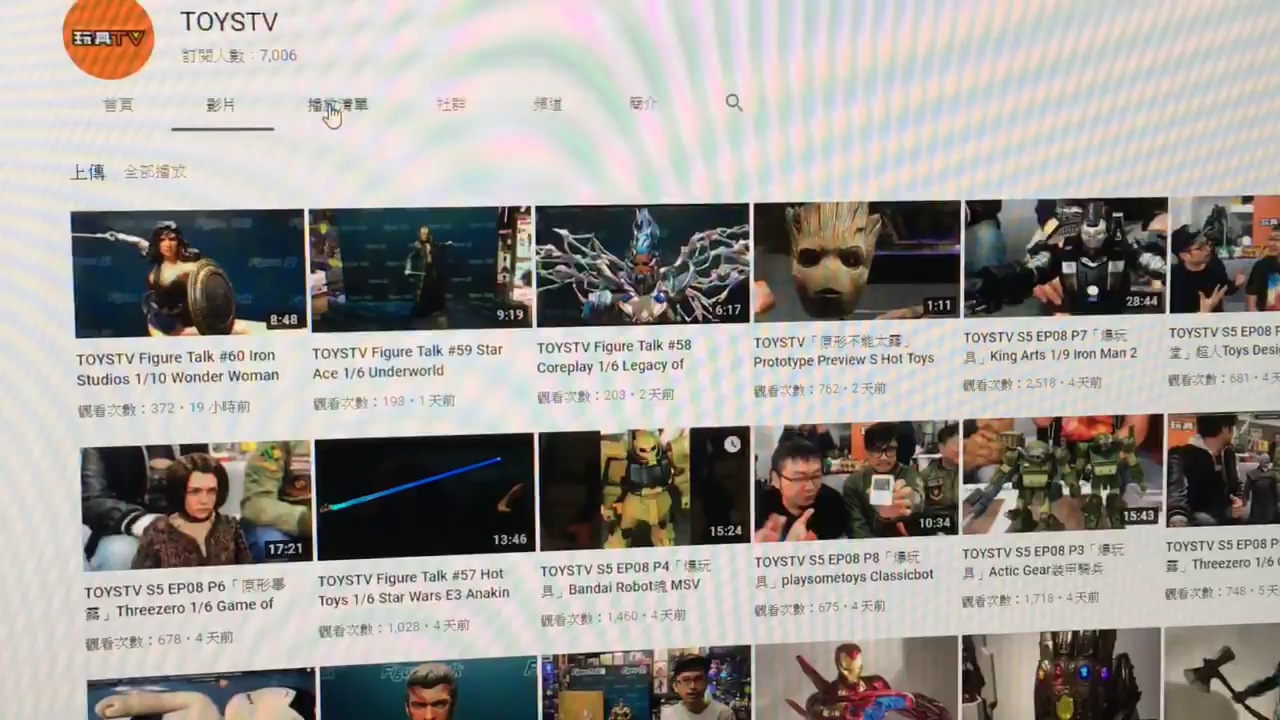 玩具TV
TOYSTV
訂閱人數：7,006
首頁
影片
播放清單
社群
頻道
簡介
上傳
全部播放
8:48
9:19
6:17
1:11
28:44
TOYSTV Figure Talk #60 Iron
Studios 1/10 Wonder Woman
觀看次數：372・19 小時前
TOYSTV Figure Talk #59 Star
Ace 1/6 Underworld
觀看次數：193・1 天前
TOYSTV Figure Talk #58
Coreplay 1/6 Legacy of
觀看次數：203・2 天前
TOYSTV「原形不能太露」
Prototype Preview S Hot Toys
觀看次數：762・2 天前
TOYSTV S5 EP08 P7「爆玩
具」King Arts 1/9 Iron Man 2
觀看次數：2,518・4 天前
TOYSTV S5 EP08
堂」超人Toys
觀看次數：681・4
17:21
13:46
15:24
10:34
15:43
TOYSTV S5 EP08 P6「原形畢
露」Threezero 1/6 Game of
觀看次數：678・4 天前
TOYSTV Figure Talk #57 Hot
Toys 1/6 Star Wars E3 Anakin
觀看次數：1,028・4 天前
TOYSTV S5 EP08 P4「爆玩
具」Bandai Robot魂 MSV
觀看次數：1,460・4 天前
TOYSTV S5 EP08 P8「爆玩
具」playsometoys Classicbot
觀看次數：675・4 天前
TOYSTV S5 EP08 P3「爆玩
具」Actic Gear装甲騎兵
觀看次數：1,718・4 天前
TOYSTV S5 EP08
露」Threezero 1/6
觀看次數：748・5 天
Figure Talk